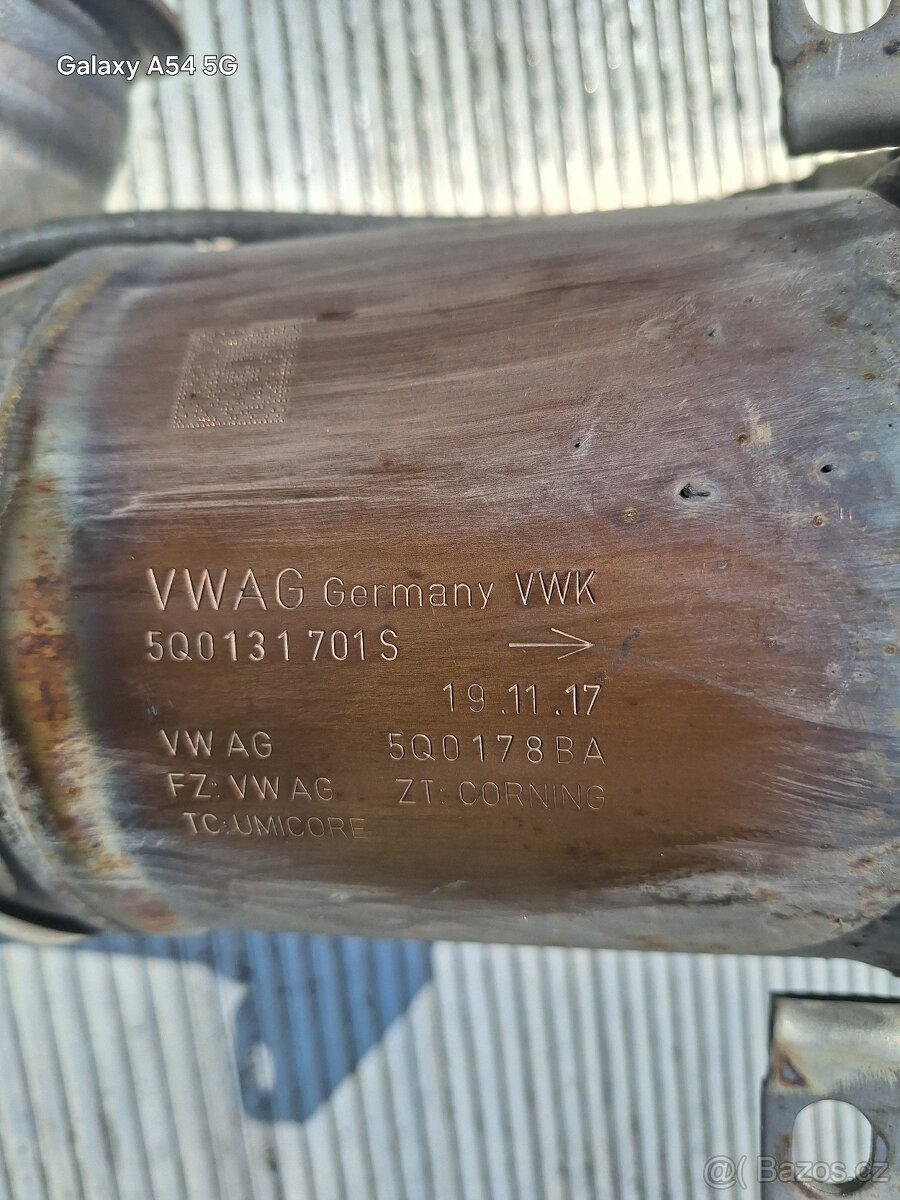 Galaxy A54 5G
VWAG Germany VWK
5Q0131701S
19.11.17
VW AG 5Q0178BA
FZ: VW AG ZT: CORNING
TC:UMICORE
@( Bazos.cz